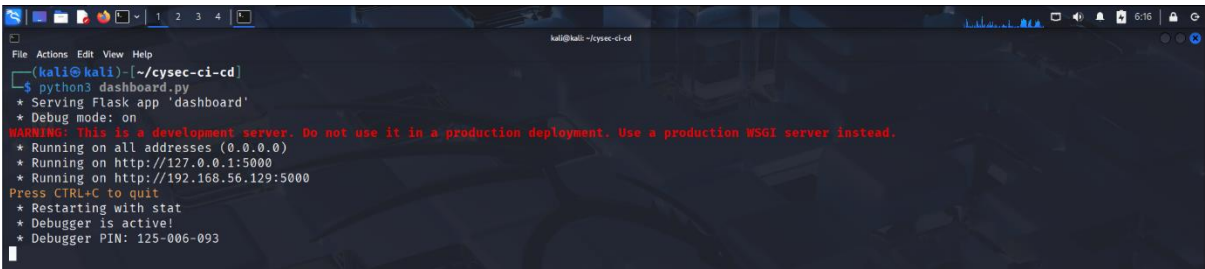 1 2 3 4
6:16
kali@kali: ~/cysec-ci-cd
File Actions Edit View Help
┌──(kali㉿kali)-[~/cysec-ci-cd]
└─$ python3 dashboard.py
* Serving Flask app 'dashboard'
* Debug mode: on
WARNING: This is a development server. Do not use it in a production deployment. Use a production WSGI server instead.
* Running on all addresses (0.0.0.0)
* Running on http://127.0.0.1:5000
* Running on http://192.168.56.129:5000
Press CTRL+C to quit
* Restarting with stat
* Debugger is active!
* Debugger PIN: 125-006-093